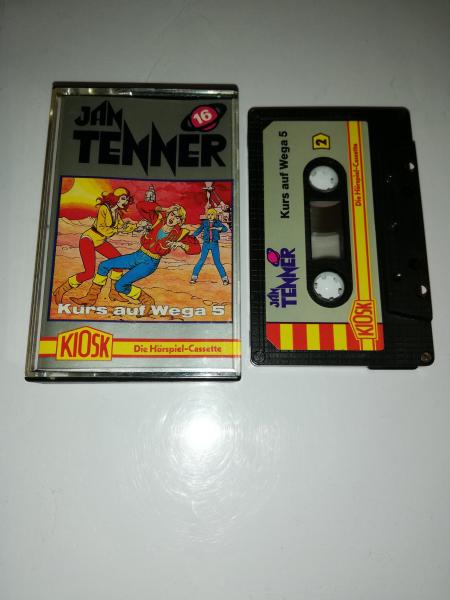 JAN
TENNER
16
Kurs auf Wega 5
KIOSK
Die Hörspiel-Cassette
JAN
TENNER
Kurs auf Wega 5
2
KIOSK
Die Hörspiel-Cassette